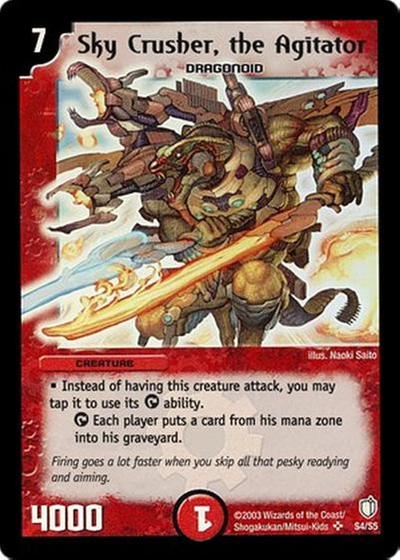 7
Sky Crusher, the Agitator
DRAGONOID
illus. Naoki Saito
CREATURE
▪ Instead of having this creature attack, you may
tap it to use its ability.
Each player puts a card from his mana zone
into his graveyard.
Firing goes a lot faster when you skip all that pesky readying
and aiming.
4000
1
©2003 Wizards of the Coast/
Shogakukan/Mitsui-Kids
S4/S5